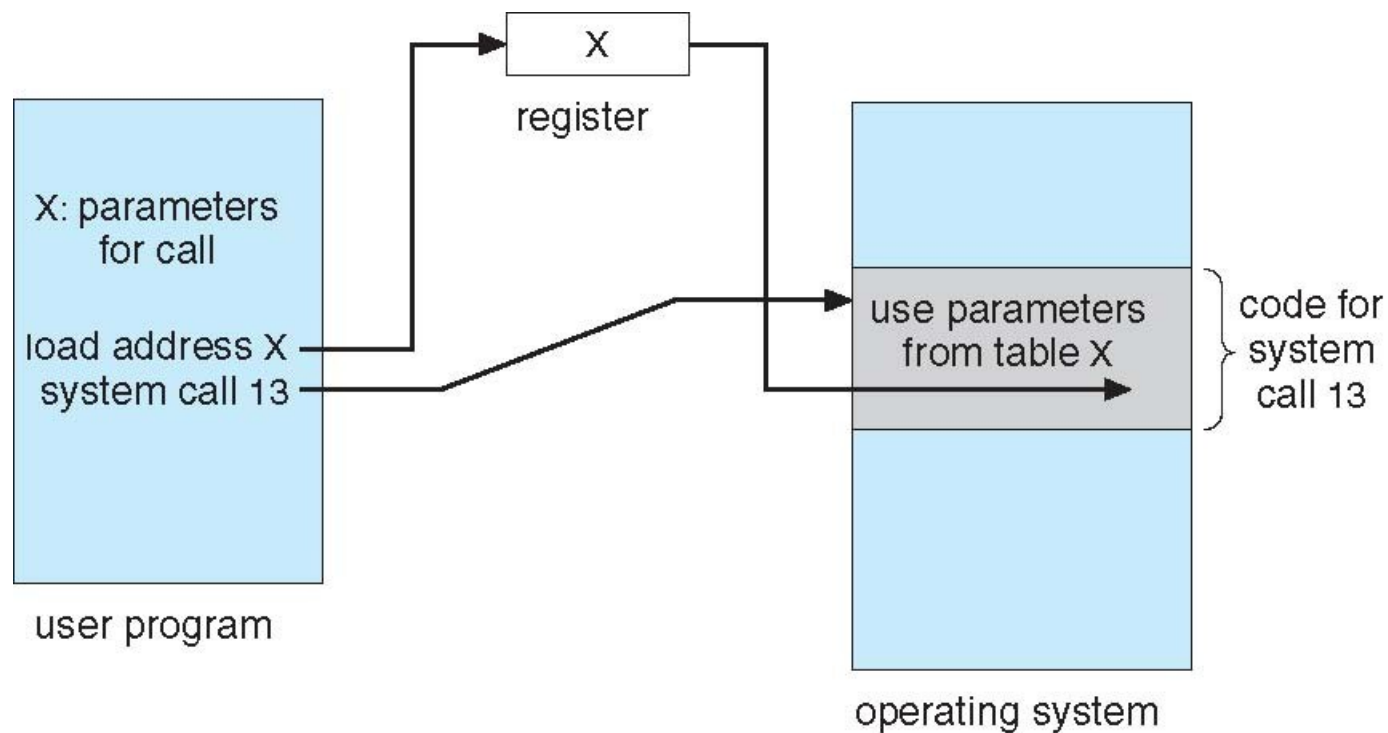 X
register
X: parameters
for call
load address X
system call 13
user program
use parameters
from table X
code for
system
call 13
operating system